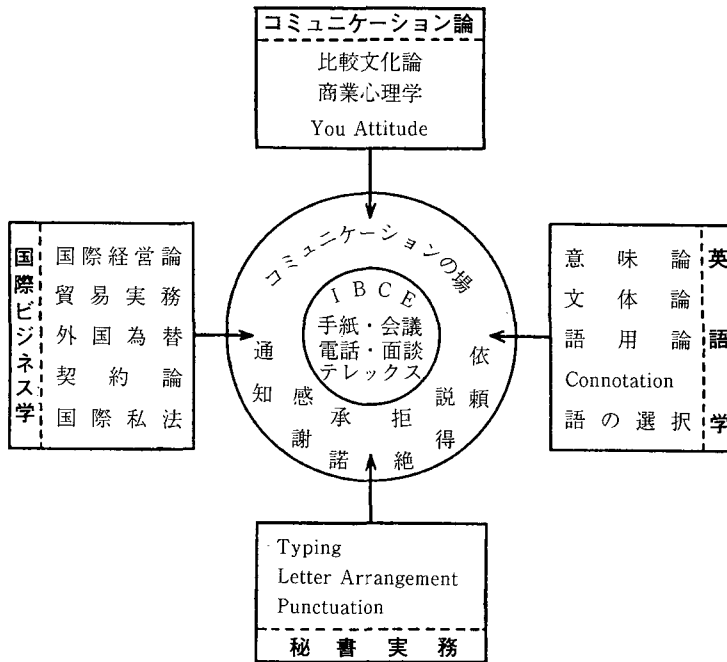 コミュニケーション論
比較文化論
商業心理学
You Attitude
国際ビジネス学
国際経営論
貿易実務
外国為替
契約論
国際私法
コミュニケーションの場
IBCE
手紙・会議
電話・面談
テレックス
通知
感謝
承諾
拒絶
説得
依頼
意味論
文体論
語用論
Connotation
語の選択
英語学
Typing
Letter Arrangement
Punctuation
秘書実務